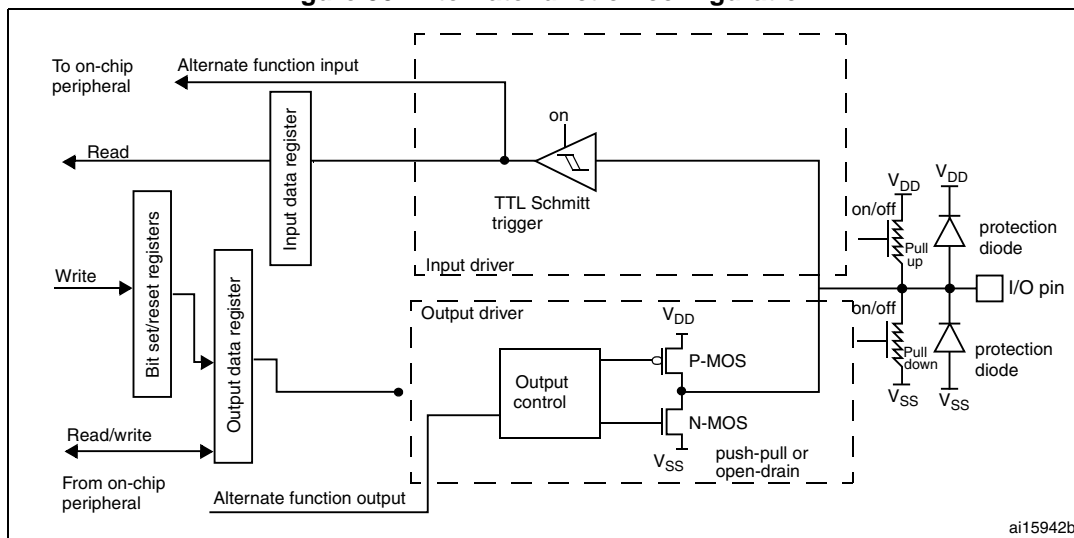 To on-chip
peripheral
Alternate function input
on
Read
Input data register
TTL Schmitt
trigger
Input driver
VDD
on/off
Pull
up
protection
diode
I/O pin
Write
Bit set/reset registers
Output data register
Output driver
VDD
P-MOS
Output
control
N-MOS
VSS
push-pull or
open-drain
on/off
Pull
down
VSS
VDD
protection
diode
VSS
Read/write
From on-chip
peripheral
Alternate function output
ai15942b